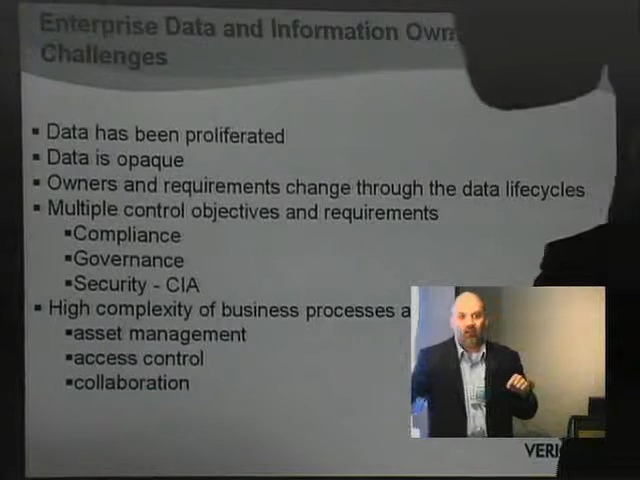 Enterprise Data and Information Own
Challenges
▪ Data has been proliferated
▪ Data is opaque
▪ Owners and requirements change through the data lifecycles
▪ Multiple control objectives and requirements
▪Compliance
▪Governance
▪Security - CIA
▪ High complexity of business processes a
▪asset management
▪access control
▪collaboration
VERI